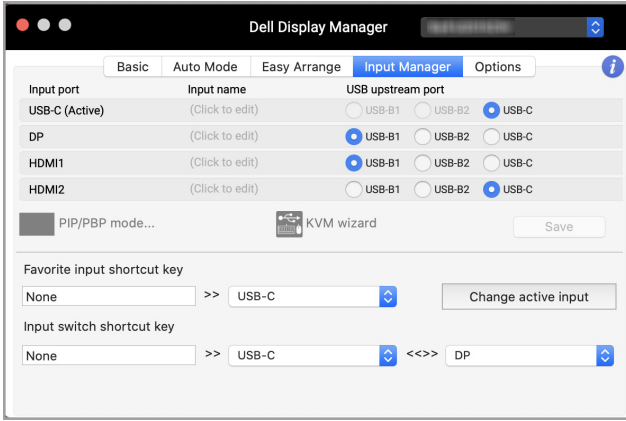 Dell Display Manager
Basic Auto Mode Easy Arrange Input Manager Options i
Input port Input name USB upstream port
USB-C (Active) (Click to edit) USB-B1 USB-B2 USB-C
DP (Click to edit) USB-B1 USB-B2 USB-C
HDMI1 (Click to edit) USB-B1 USB-B2 USB-C
HDMI2 (Click to edit) USB-B1 USB-B2 USB-C
PIP/PBP mode... KVM wizard Save
Favorite input shortcut key
None >> USB-C Change active input
Input switch shortcut key
None >> USB-C <<>> DP